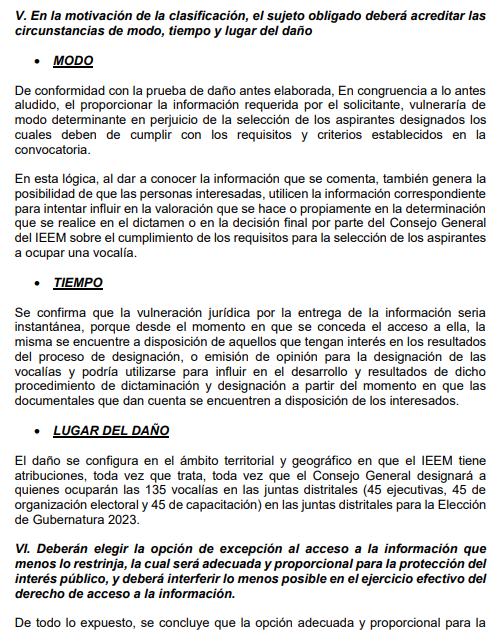 V. En la motivación de la clasificación, el sujeto obligado deberá acreditar las
circunstancias de modo, tiempo y lugar del daño
• MODO
De conformidad con la prueba de daño antes elaborada, En congruencia a lo antes
aludido, el proporcionar la información requerida por el solicitante, vulneraría de
modo determinante en perjuicio de la selección de los aspirantes designados los
cuales deben de cumplir con los requisitos y criterios establecidos en la
convocatoria.
En esta lógica, al dar a conocer la información que se comenta, también genera la
posibilidad de que las personas interesadas, utilicen la información correspondiente
para intentar influir en la valoración que se hace o propiamente en la determinación
que se realice en el dictamen o en la decisión final por parte del Consejo General
del IEEM sobre el cumplimiento de los requisitos para la selección de los aspirantes
a ocupar una vocalía.
• TIEMPO
Se confirma que la vulneración jurídica por la entrega de la información seria
instantánea, porque desde el momento en que se conceda el acceso a ella, la
misma se encuentre a disposición de aquellos que tengan interés en los resultados
del proceso de designación, o emisión de opinión para la designación de las
vocalías y podría utilizarse para influir en el desarrollo y resultados de dicho
procedimiento de dictaminación y designación a partir del momento en que las
documentales que dan cuenta se encuentren a disposición de los interesados.
• LUGAR DEL DAÑO
El daño se configura en el ámbito territorial y geográfico en que el IEEM tiene
atribuciones, toda vez que trata, toda vez que el Consejo General designará a
quienes ocuparán las 135 vocalías en las juntas distritales (45 ejecutivas, 45 de
organización electoral y 45 de capacitación) en las juntas distritales para la Elección
de Gubernatura 2023.
VI. Deberán elegir la opción de excepción al acceso a la información que
menos lo restrinja, la cual será adecuada y proporcional para la protección del
interés público, y deberá interferir lo menos posible en el ejercicio efectivo del
derecho de acceso a la información.
De todo lo expuesto, se concluye que la opción adecuada y proporcional para la